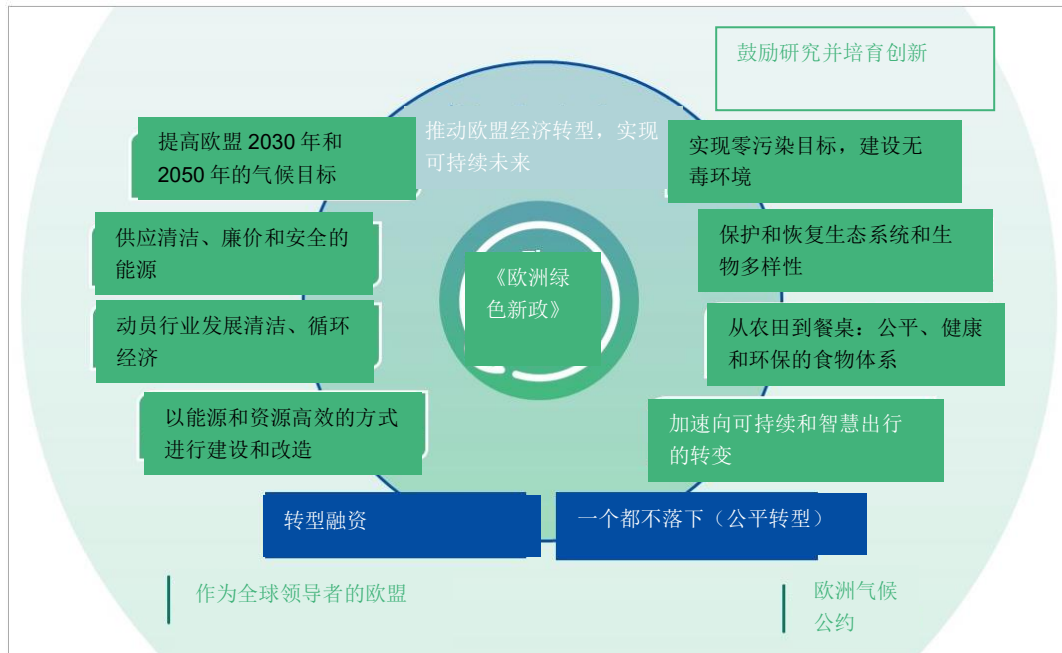 鼓励研究并培育创新
推动欧盟经济转型，实现
可持续未来
提高欧盟 2030 年和
2050 年的气候目标
实现零污染目标，建设无
毒环境
供应清洁、廉价和安全的
能源
保护和恢复生态系统和生
物多样性
《欧洲绿
色新政》
动员行业发展清洁、循环
经济
从农田到餐桌：公平、健康
和环保的食物体系
以能源和资源高效的方式
进行建设和改造
加速向可持续和智慧出行
的转变
转型融资
一个都不落下（公平转型）
作为全球领导者的欧盟
欧洲气候
公约